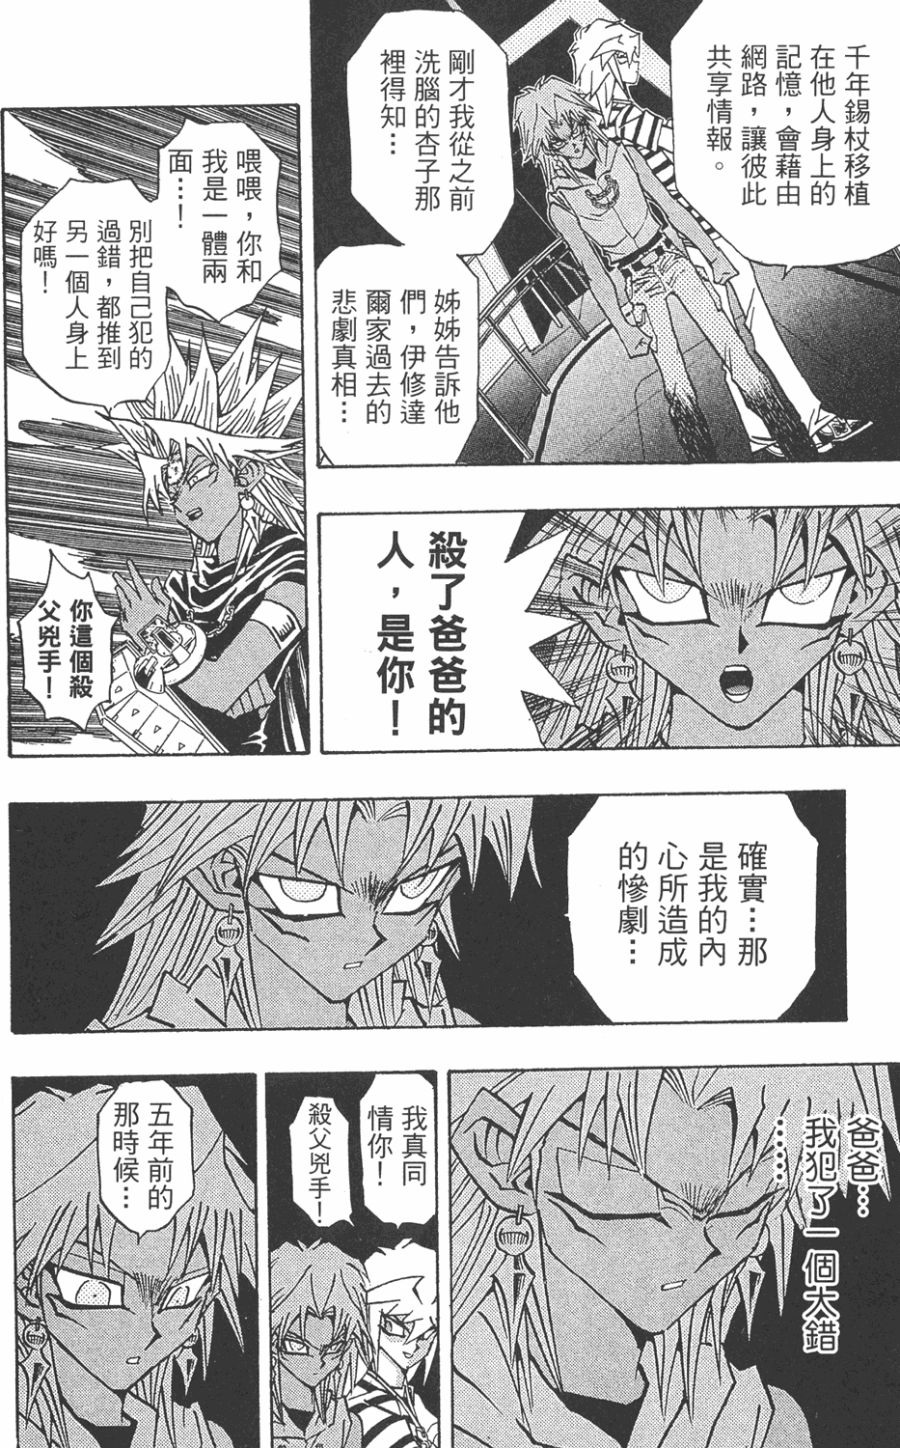 千年錫杖移植
在他人身上的
記憶，會藉由
網路，讓彼此
共享情報。
剛才我從之前
洗腦的杏子那
裡得知…
姊姊告訴他
們，伊修達
爾家過去的
悲劇真相…
喂喂，你和
我是一體兩
面…！
別把自己犯的
過錯，都推到
另一個人身上
好嗎！
你這個殺
父兇手！
殺了爸爸的
人，是你！
確實…那
是我的內
心所造成
的慘劇…
爸爸…
我犯了一個大錯
……
我真同
情你！
殺父兇手！
五年前的
那時候…